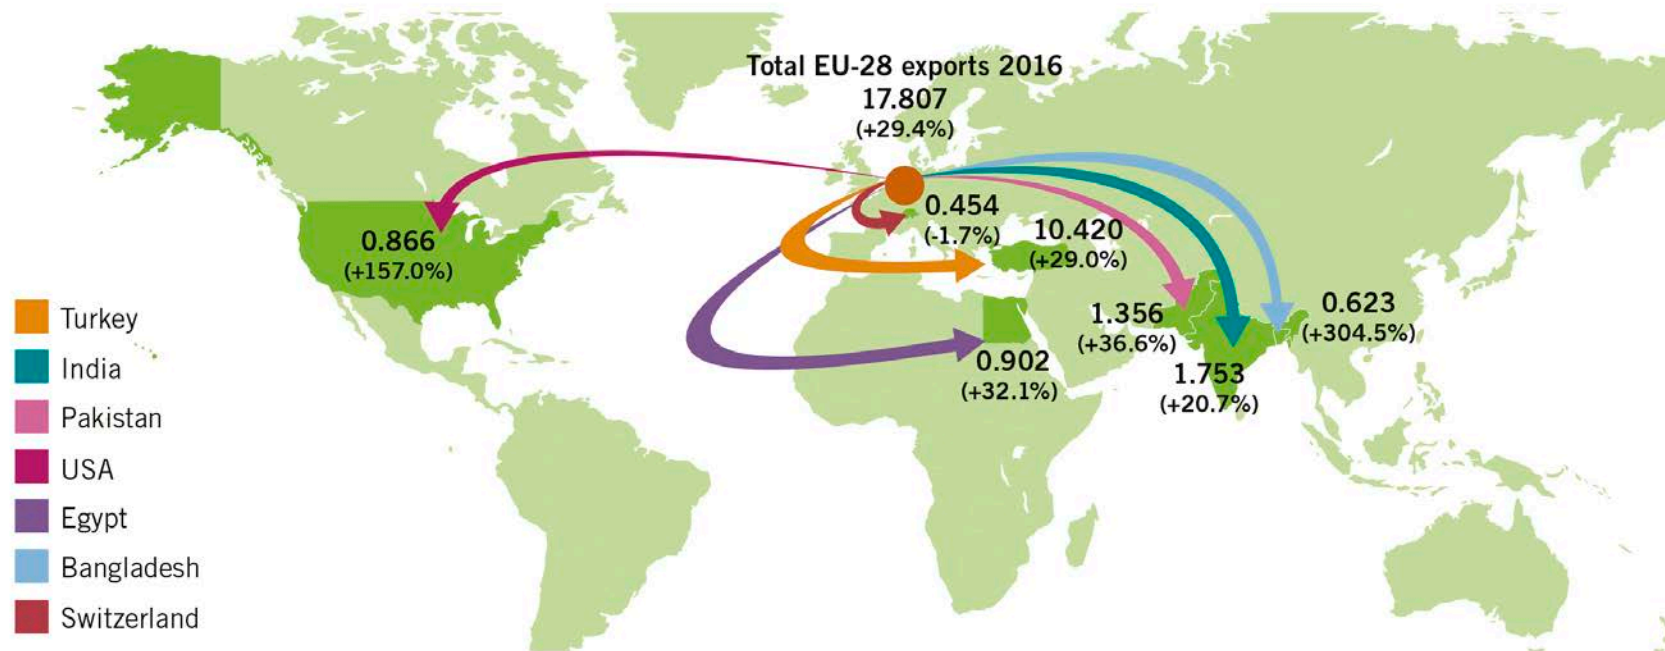 Total EU-28 exports 2016
17.807
(+29.4%)
0.454
(-1.7%)
10.420
(+29.0%)
0.866
(+157.0%)
1.356
(+36.6%)
0.623
(+304.5%)
0.902
(+32.1%)
1.753
(+20.7%)
Turkey
India
Pakistan
USA
Egypt
Bangladesh
Switzerland